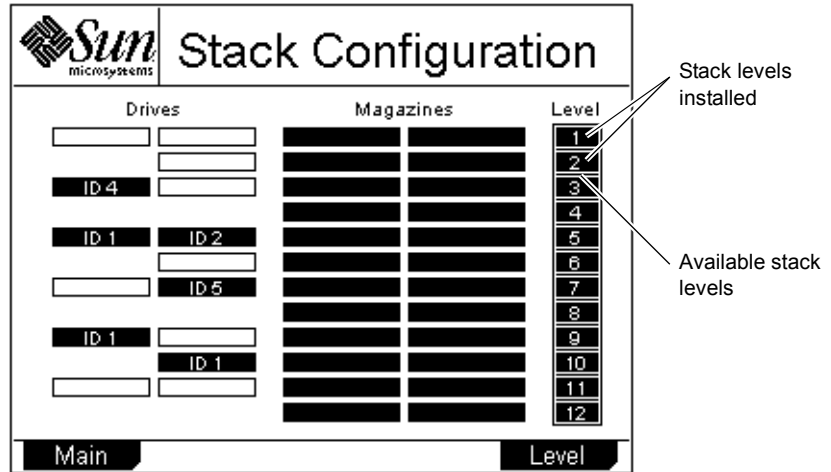 Sun
microsystems
Stack Configuration
Drives Magazines Level
1
2
ID 4 3
4
ID 1 ID 2 5
6
ID 5 7
8
ID 1 9
ID 1 10
11
12
Main Level
Stack levels
installed
Available stack
levels